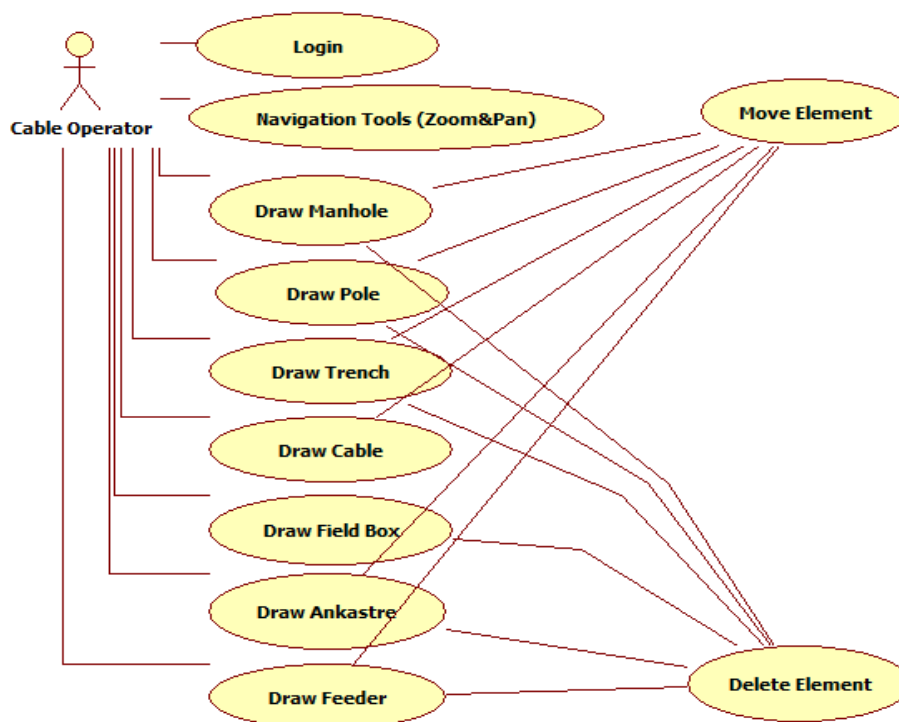 Login
Cable Operator
Navigation Tools (Zoom&Pan)
Move Element
Draw Manhole
Draw Pole
Draw Trench
Draw Cable
Draw Field Box
Draw Ankastre
Draw Feeder
Delete Element